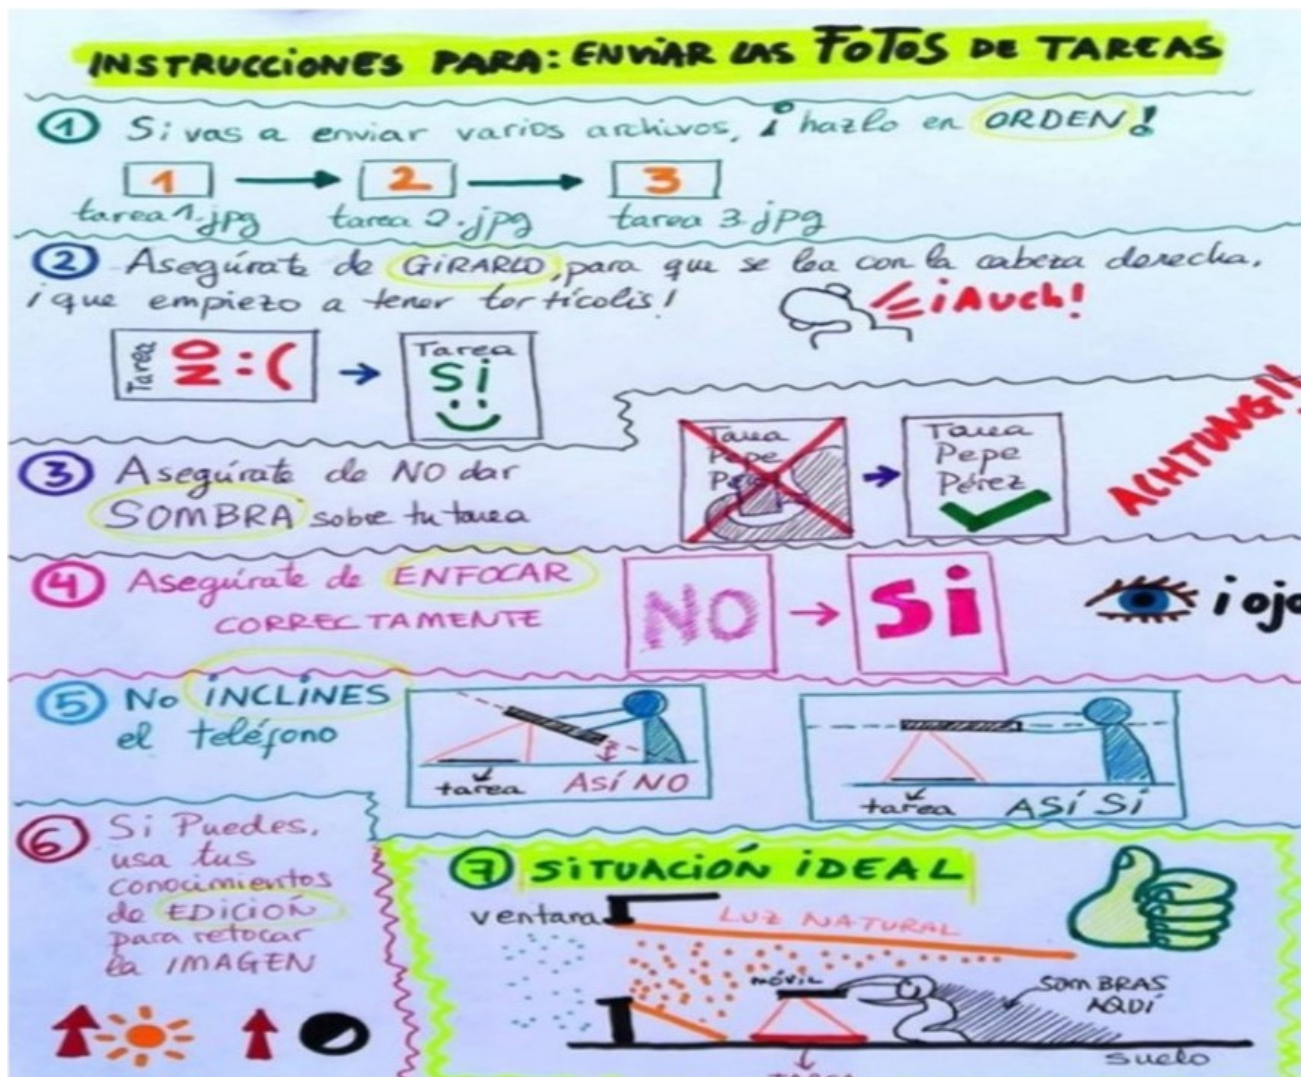 INSTRUCCIONES PARA: ENVIAR LAS FOTOS DE TAREAS
① Si vas a enviar varios archivos, ¡hazlo en ORDEN!
1 2 3
tarea 1.jpg tarea 2.jpg tarea 3.jpg
② Asegúrate de GIRARLO, para que se lea con la cabeza derecha,
¡que empiezo a tener tortícolis!
¡Auch!
Tarea NO :(
Tarea
Si
③ Asegúrate de NO dar
SOMBRA sobre tu tarea
Tarea
Pepe
Tarea
Pepe
Pérez
ACHTUNG!!
④ Asegúrate de ENFOCAR
CORRECTAMENTE
NO Si
¡ojo
⑤ No INCLINES
el teléfono
tarea ASÍ NO
tarea ASÍ SÍ
⑥ Si Puedes,
usa tus
conocimientos
de EDICIÓN
para retocar
la IMAGEN
⑦ SITUACIÓN IDEAL
ventana LUZ NATURAL
móvil
SOMBRAS
AQUÍ
suelo